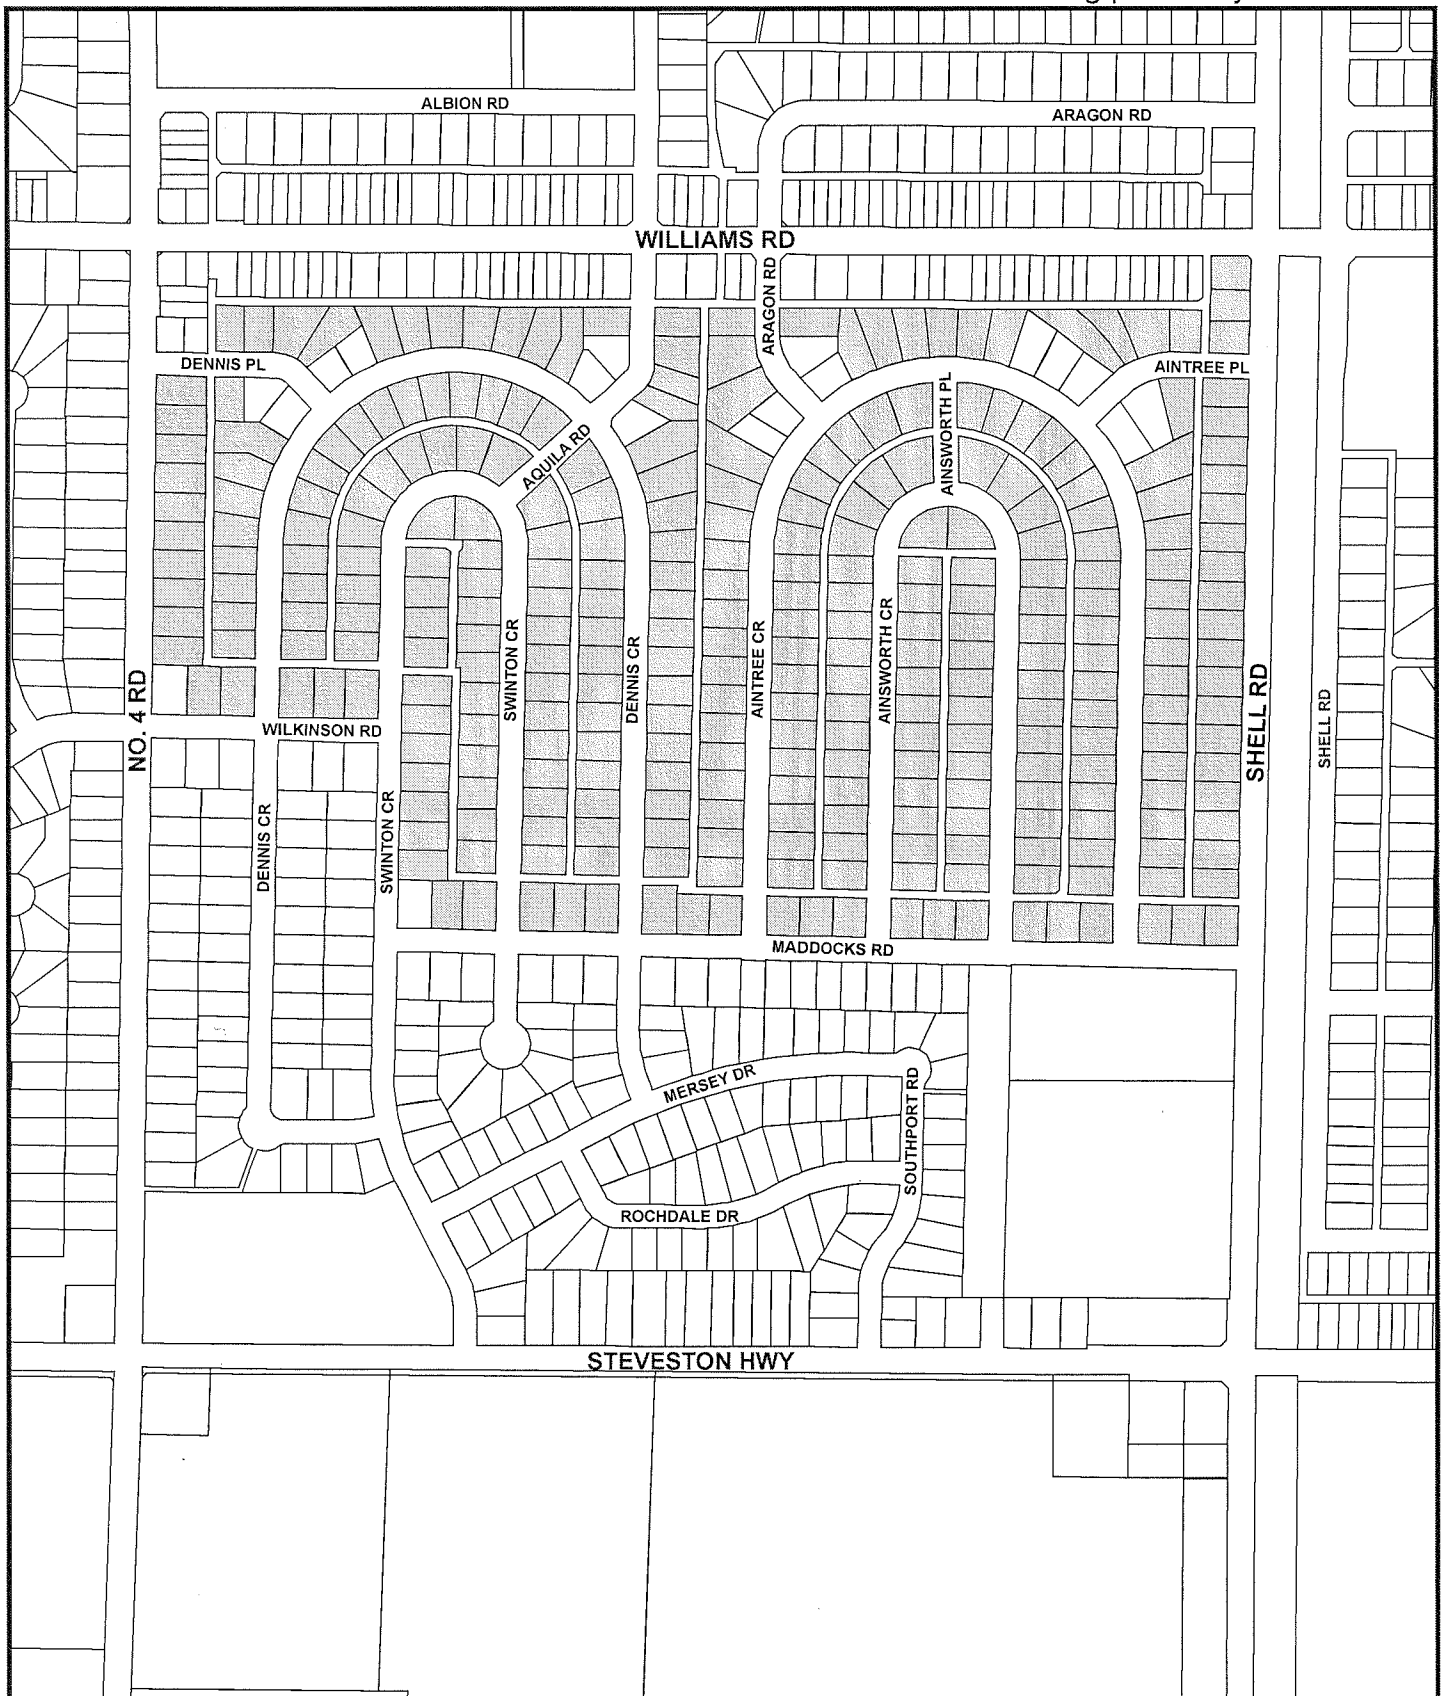 ALBION RD
ARAGON RD
WILLIAMS RD
ARAGON RD
DENNIS PL
AINTREE PL
AINSWORTH PL
AQUILA RD
SWINTON CR
DENNIS CR
AINTREE CR
AINSWORTH CR
NO. 4 RD
SHELL RD
SHELL RD
WILKINSON RD
DENNIS CR
SWINTON CR
MADDOCKS RD
MERSEY DR
SOUTHPORT RD
ROCHDALE DR
STEVESTON HWY